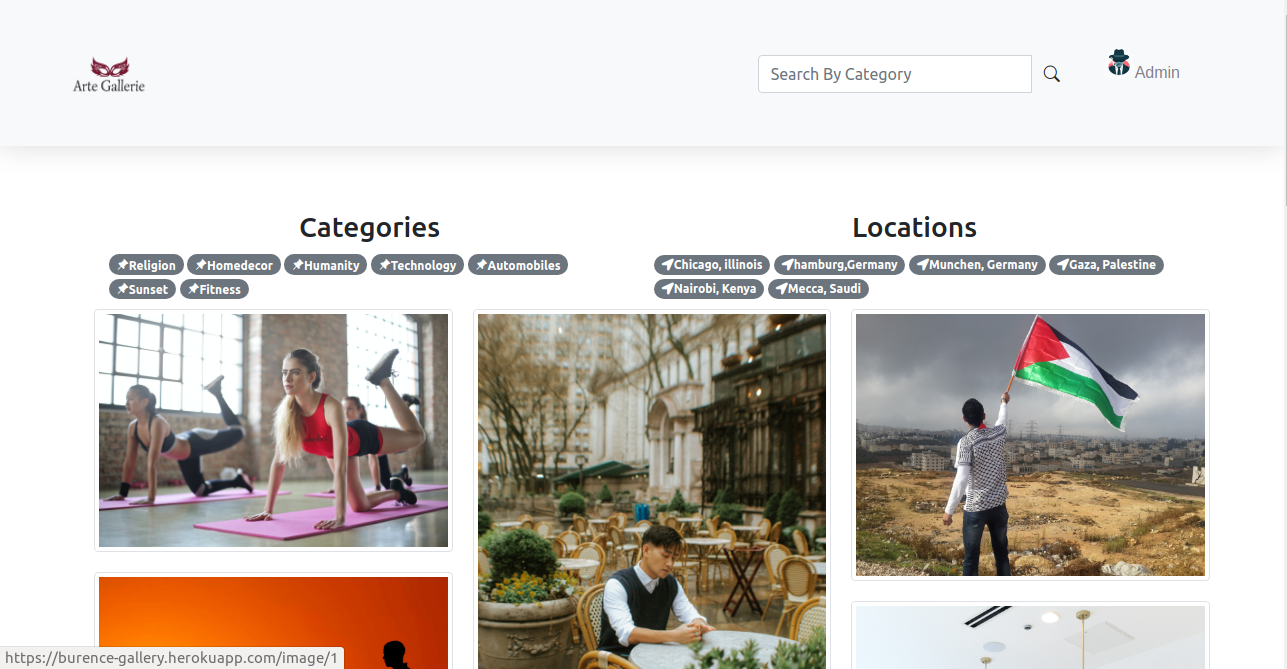 Arte Gallerie
Search By Category
Admin
Categories
Religion Homedecor Humanity Technology Automobiles
Sunset Fitness
Locations
Chicago, illinois hamburg,Germany Munchen, Germany Gaza, Palestine
Nairobi, Kenya Mecca, Saudi
https://burence-gallery.herokuapp.com/image/1